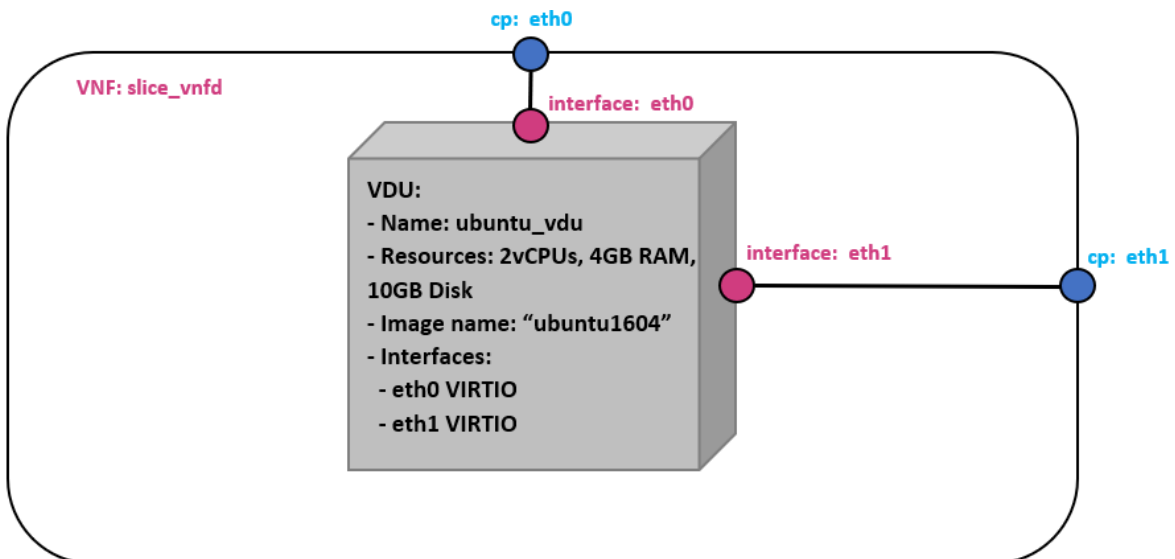 cp: eth0
VNF: slice_vnfd
interface: eth0
VDU:
- Name: ubuntu_vdu
- Resources: 2vCPUs, 4GB RAM,
10GB Disk
- Image name: “ubuntu1604”
- Interfaces:
- eth0 VIRTIO
- eth1 VIRTIO
interface: eth1
cp: eth1